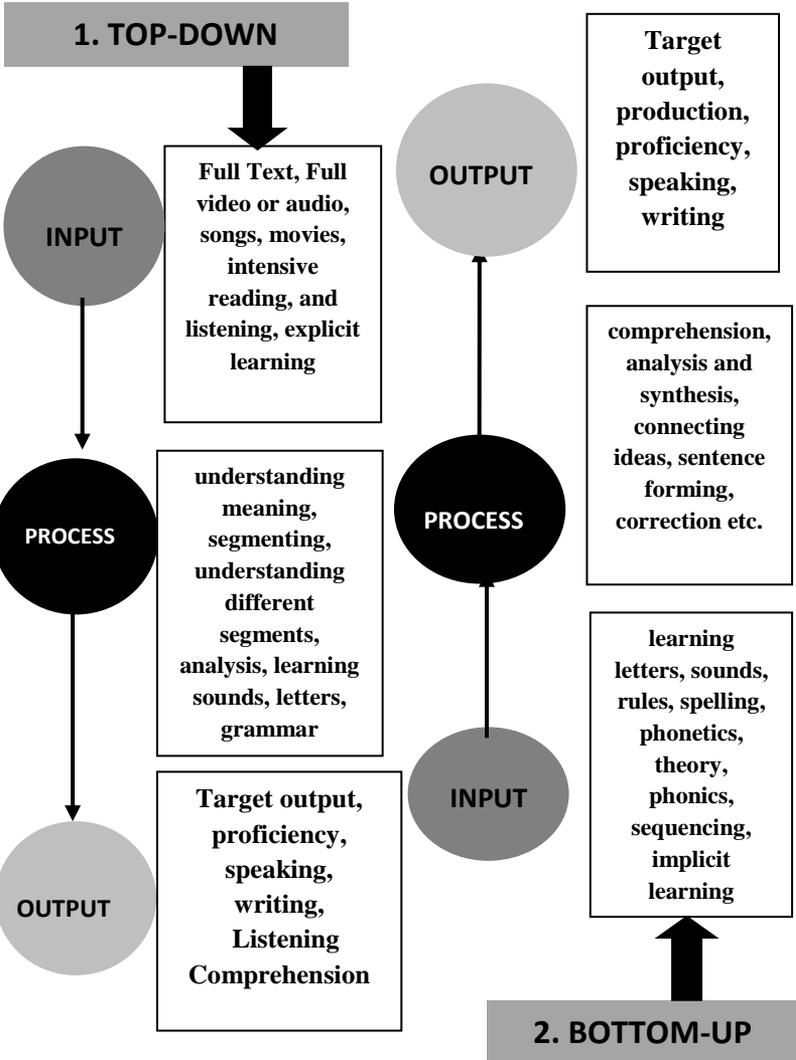 1. TOP-DOWN
INPUT
Full Text, Full
video or audio,
songs, movies,
intensive
reading, and
listening, explicit
learning
PROCESS
understanding
meaning,
segmenting,
understanding
different
segments,
analysis, learning
sounds, letters,
grammar
OUTPUT
Target output,
proficiency,
speaking,
writing,
Listening
Comprehension
OUTPUT
Target
output,
production,
proficiency,
speaking,
writing
PROCESS
comprehension,
analysis and
synthesis,
connecting
ideas, sentence
forming,
correction etc.
INPUT
learning
letters, sounds,
rules, spelling,
phonetics,
theory,
phonics,
sequencing,
implicit
learning
2. BOTTOM-UP